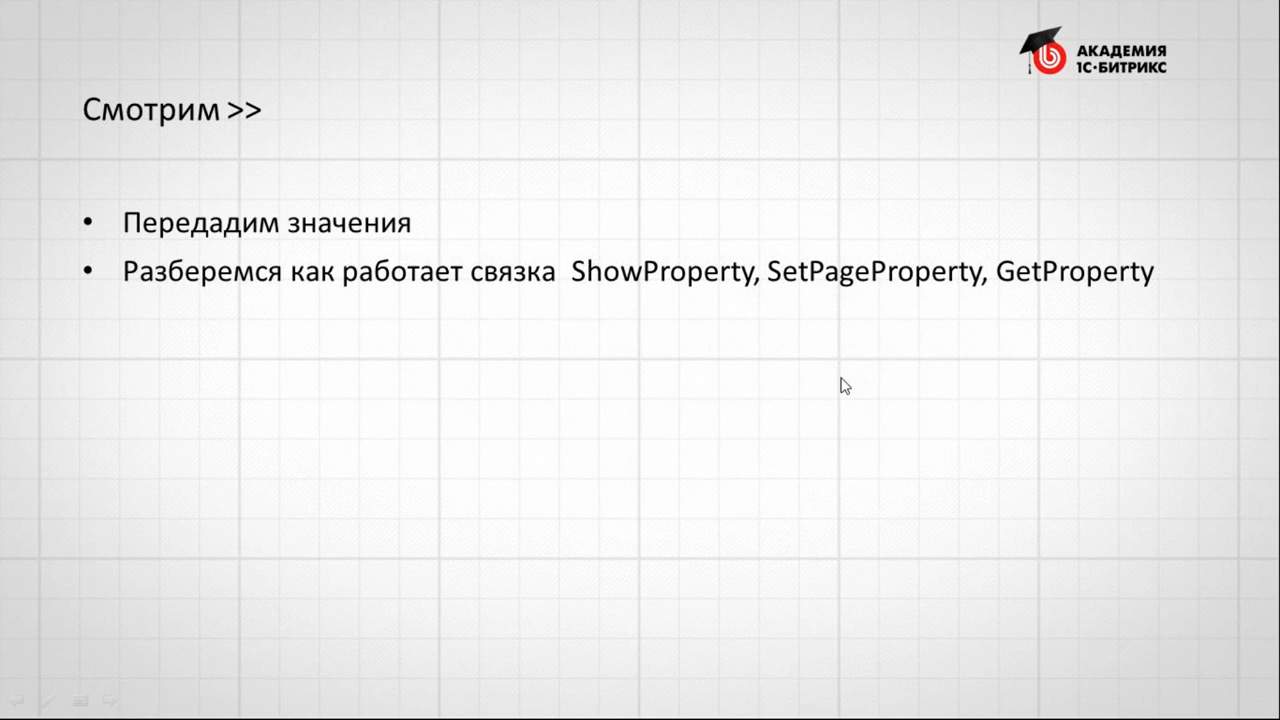 АКАДЕМИЯ
1С·БИТРИКС
Смотрим >>
• Передадим значения
• Разберемся как работает связка ShowProperty, SetPageProperty, GetProperty